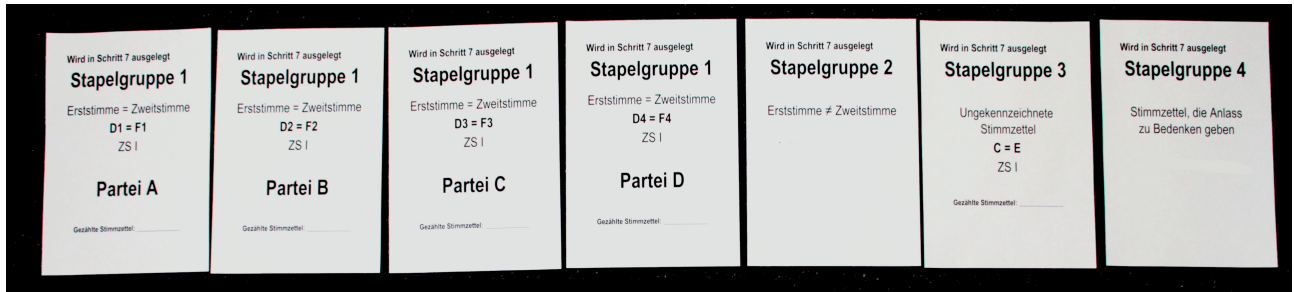 Wird in Schritt 7 ausgelegt
Stapelgruppe 1
Erststimme = Zweitstimme
D1 = F1
ZS I
Partei A
Gezählte Stimmzettel:
Wird in Schritt 7 ausgelegt
Stapelgruppe 1
Erststimme = Zweitstimme
D2 = F2
ZS I
Partei B
Gezählte Stimmzettel:
Wird in Schritt 7 ausgelegt
Stapelgruppe 1
Erststimme = Zweitstimme
D3 = F3
ZS I
Partei C
Gezählte Stimmzettel:
Wird in Schritt 7 ausgelegt
Stapelgruppe 1
Erststimme = Zweitstimme
D4 = F4
ZS I
Partei D
Gezählte Stimmzettel:
Wird in Schritt 7 ausgelegt
Stapelgruppe 2
Erststimme ≠ Zweitstimme
Wird in Schritt 7 ausgelegt
Stapelgruppe 3
Ungekennzeichnete
Stimmzettel
C = E
ZS I
Gezählte Stimmzettel:
Wird in Schritt 7 ausgelegt
Stapelgruppe 4
Stimmzettel, die Anlass
zu Bedenken geben